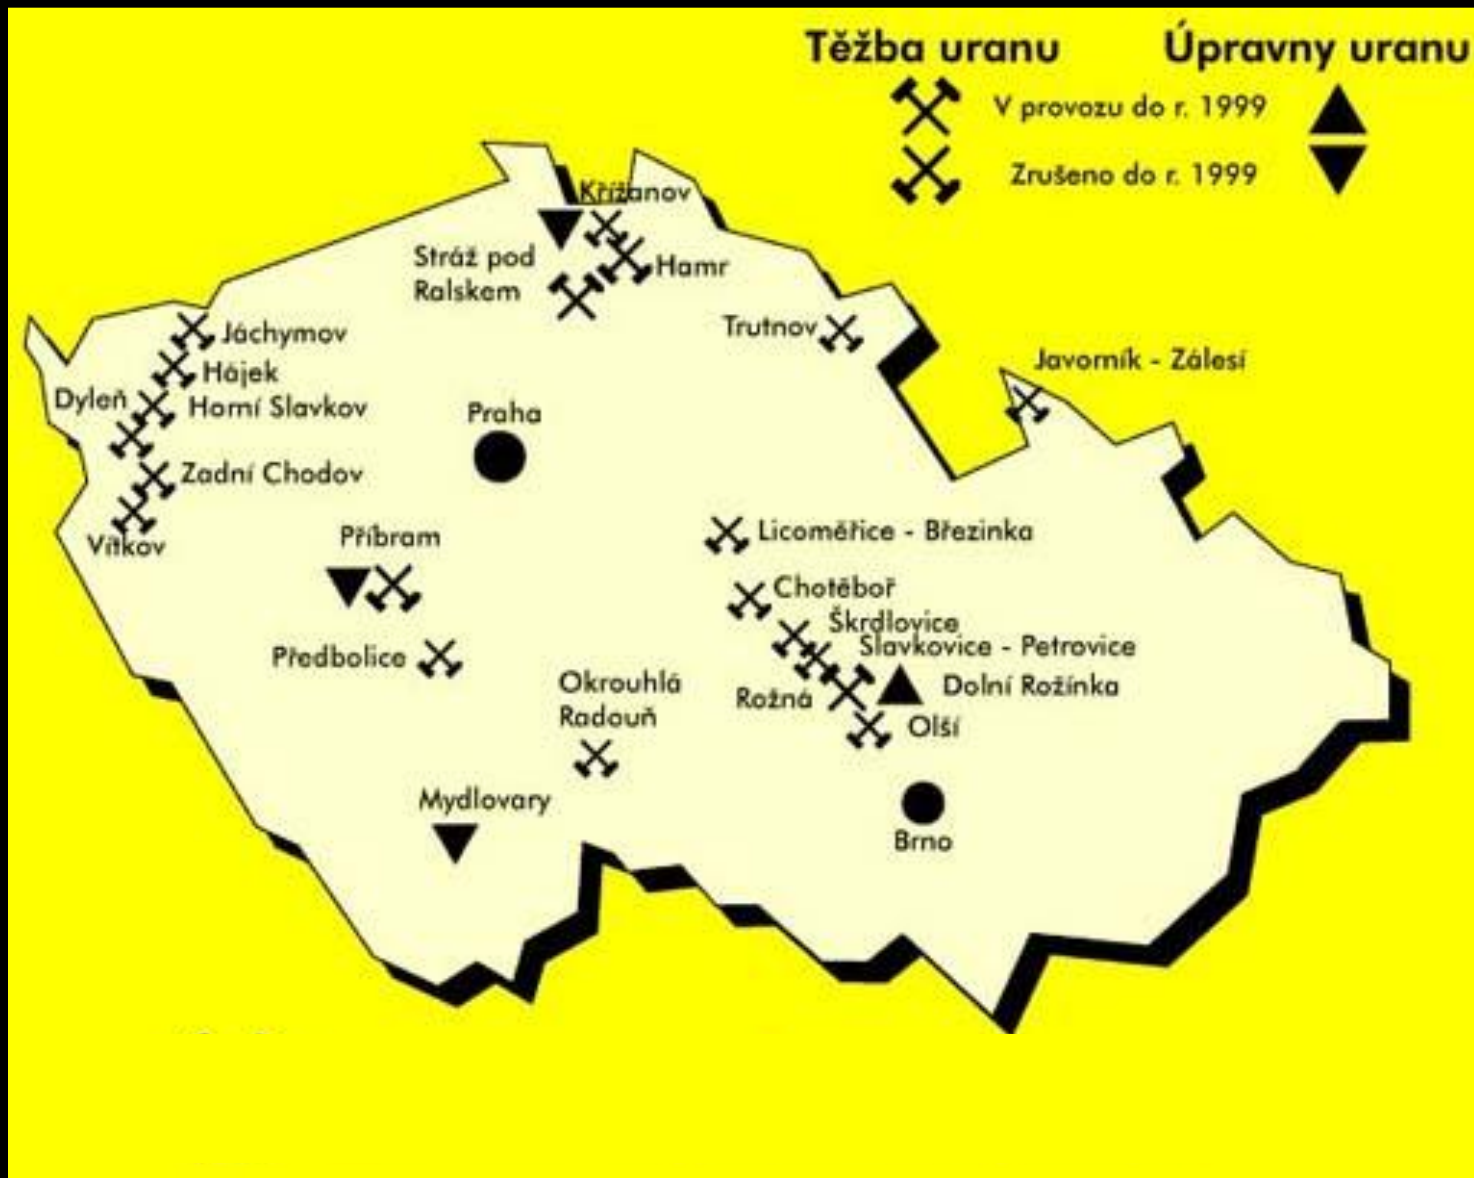 Těžba uranu
Úpravny uranu
V provozu do r. 1999
Zrušeno do r. 1999
Křížanov
Stráž pod
Ralskem
Hamr
Trutnov
Jáchymov
Javorník - Zálesí
Hájek
Dyleň
Horní Slavkov
Praha
Zadní Chodov
Vítkov
Příbram
Licoměřice - Březinka
Chotěboř
Škrdlovice
Slavkovice - Petrovice
Předbolice
Okrouhlá
Radouň
Rožná
Dolní Rožínka
Olší
Mydlovary
Brno